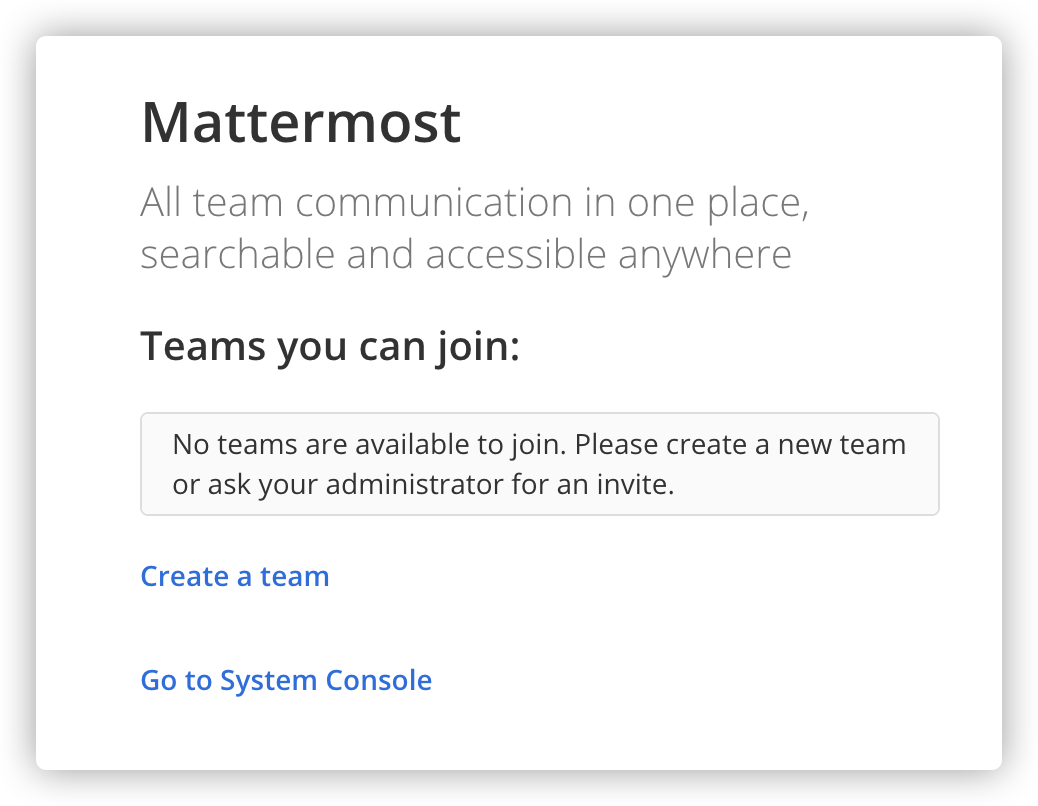 Mattermost
All team communication in one place,
searchable and accessible anywhere
Teams you can join:
No teams are available to join. Please create a new team
or ask your administrator for an invite.
Create a team
Go to System Console